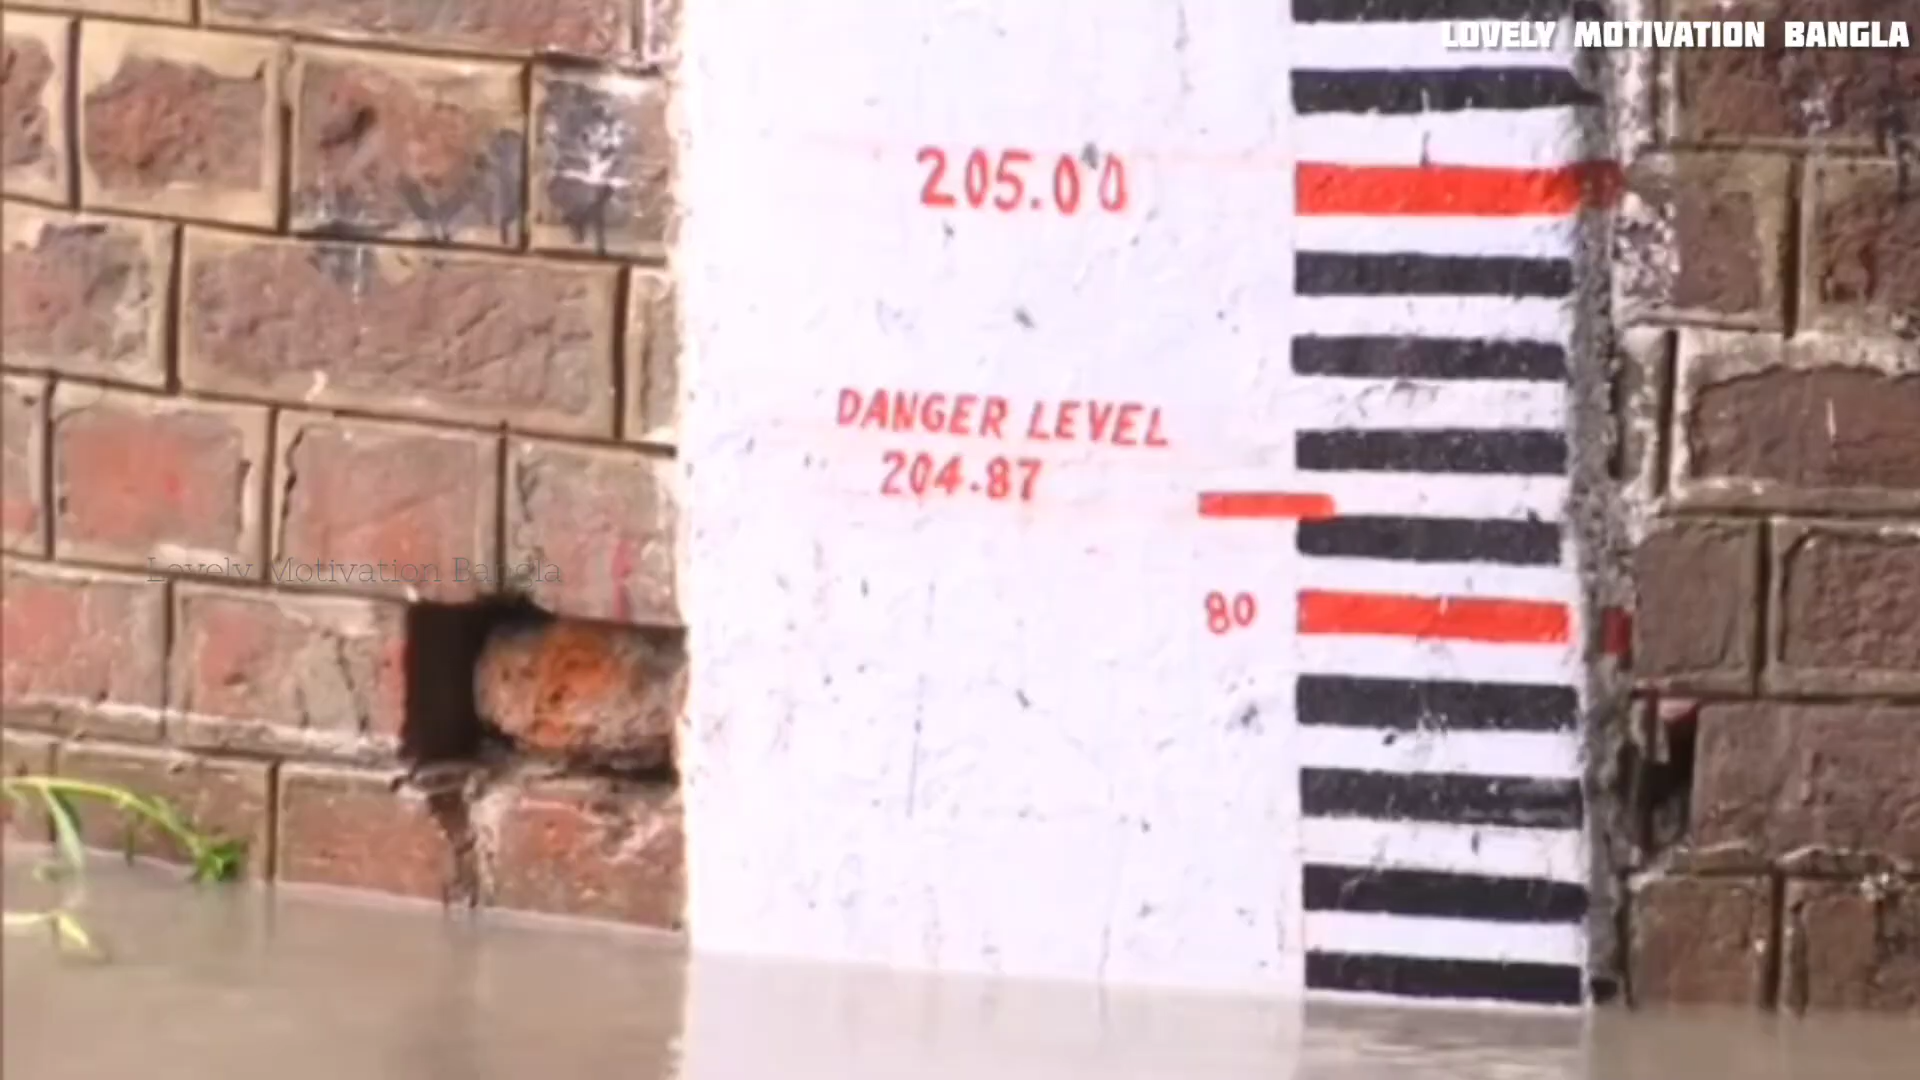 LOVELY MOTIVATION BANGLA
205.00
DANGER LEVEL
204.87
80
Lovely Motivation Bangla